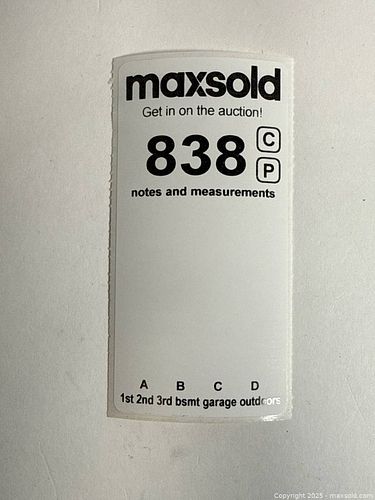 maxsold
Get in on the auction!
838 C
P
notes and measurements
A B C D
1st 2nd 3rd bsmt garage outdoors
Copyright 2025 - maxsold.com